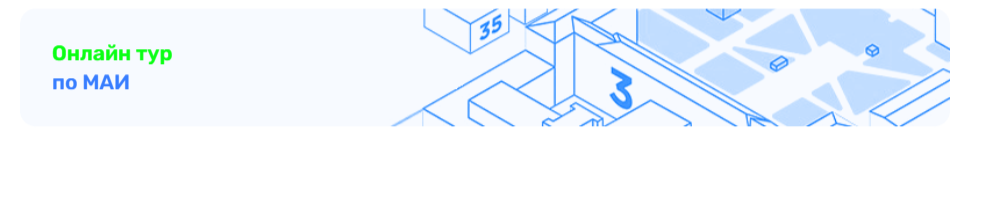 Онлайн тур
по МАИ
35
3